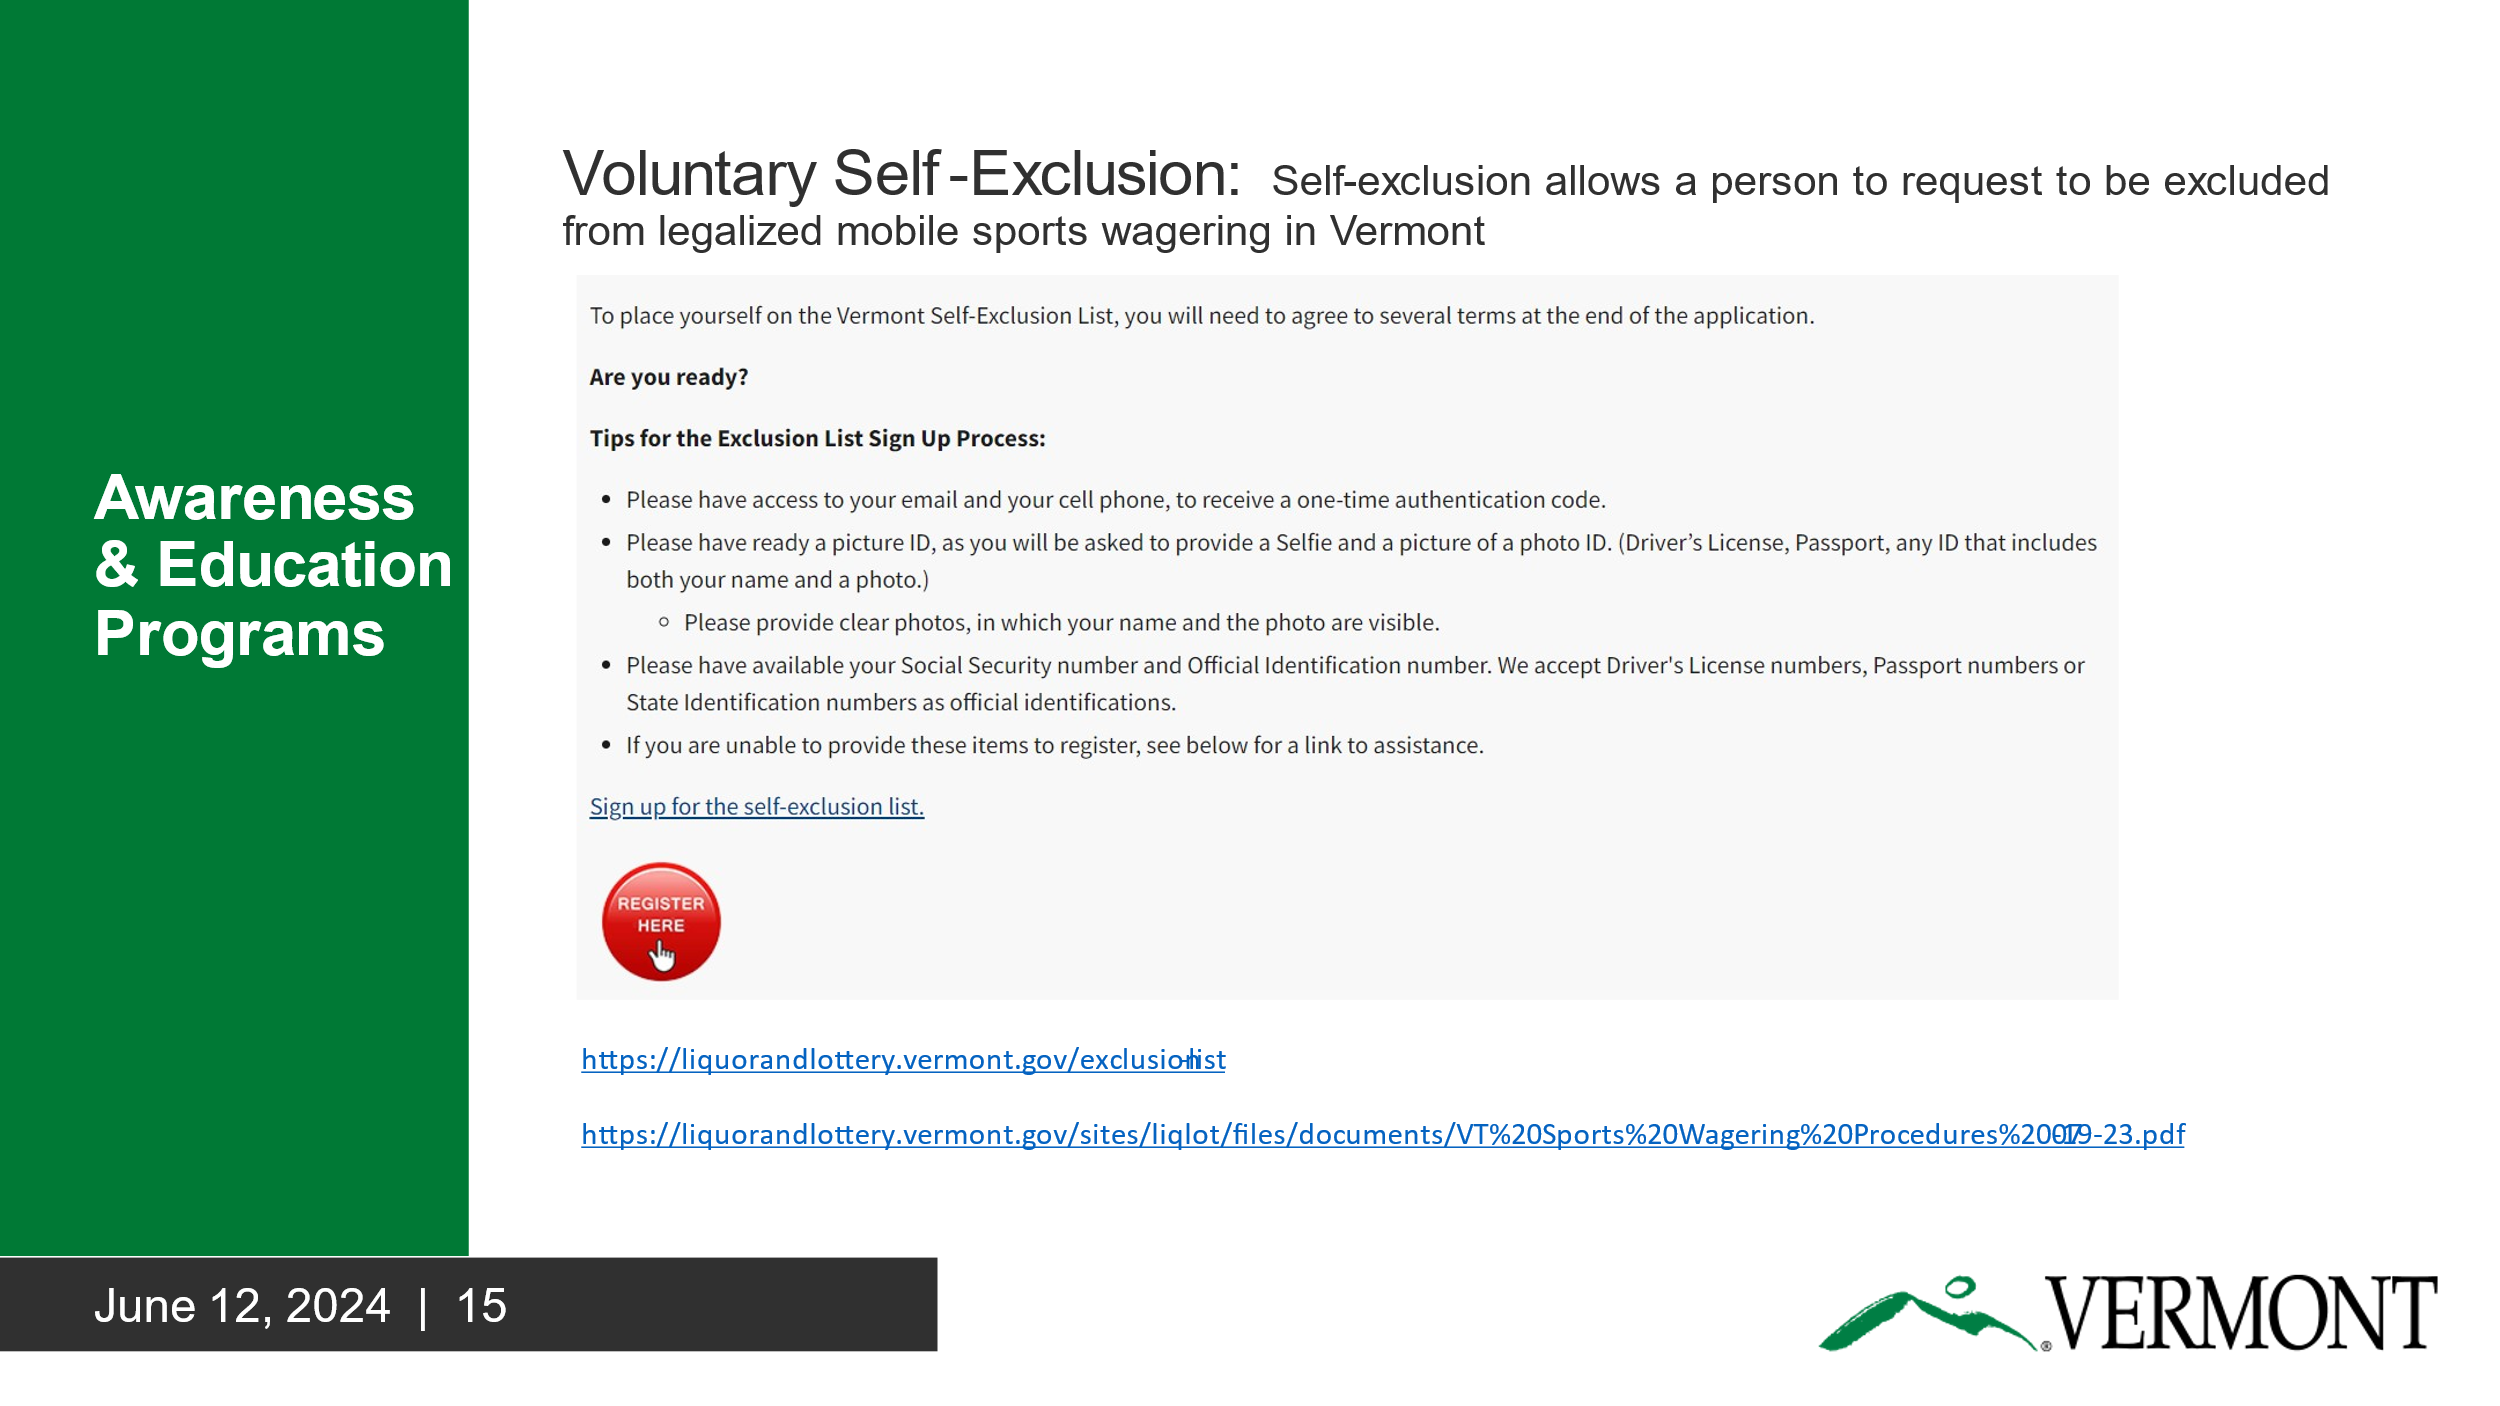 Awareness
& Education
Programs
Voluntary Self-Exclusion: Self-exclusion allows a person to request to be excluded
from legalized mobile sports wagering in Vermont
To place yourself on the Vermont Self-Exclusion List, you will need to agree to several terms at the end of the application.
Are you ready?
Tips for the Exclusion List Sign Up Process:
• Please have access to your email and your cell phone, to receive a one-time authentication code.
• Please have ready a picture ID, as you will be asked to provide a Selfie and a picture of a photo ID. (Driver’s License, Passport, any ID that includes
both your name and a photo.)
○ Please provide clear photos, in which your name and the photo are visible.
• Please have available your Social Security number and Official Identification number. We accept Driver's License numbers, Passport numbers or
State Identification numbers as official identifications.
• If you are unable to provide these items to register, see below for a link to assistance.
Sign up for the self-exclusion list.
REGISTER
HERE
https://liquorandlottery.vermont.gov/exclusion-list
https://liquorandlottery.vermont.gov/sites/liqlot/files/documents/VT%20Sports%20Wagering%20Procedures%2007-19-23.pdf
June 12, 2024 | 15
®VERMONT